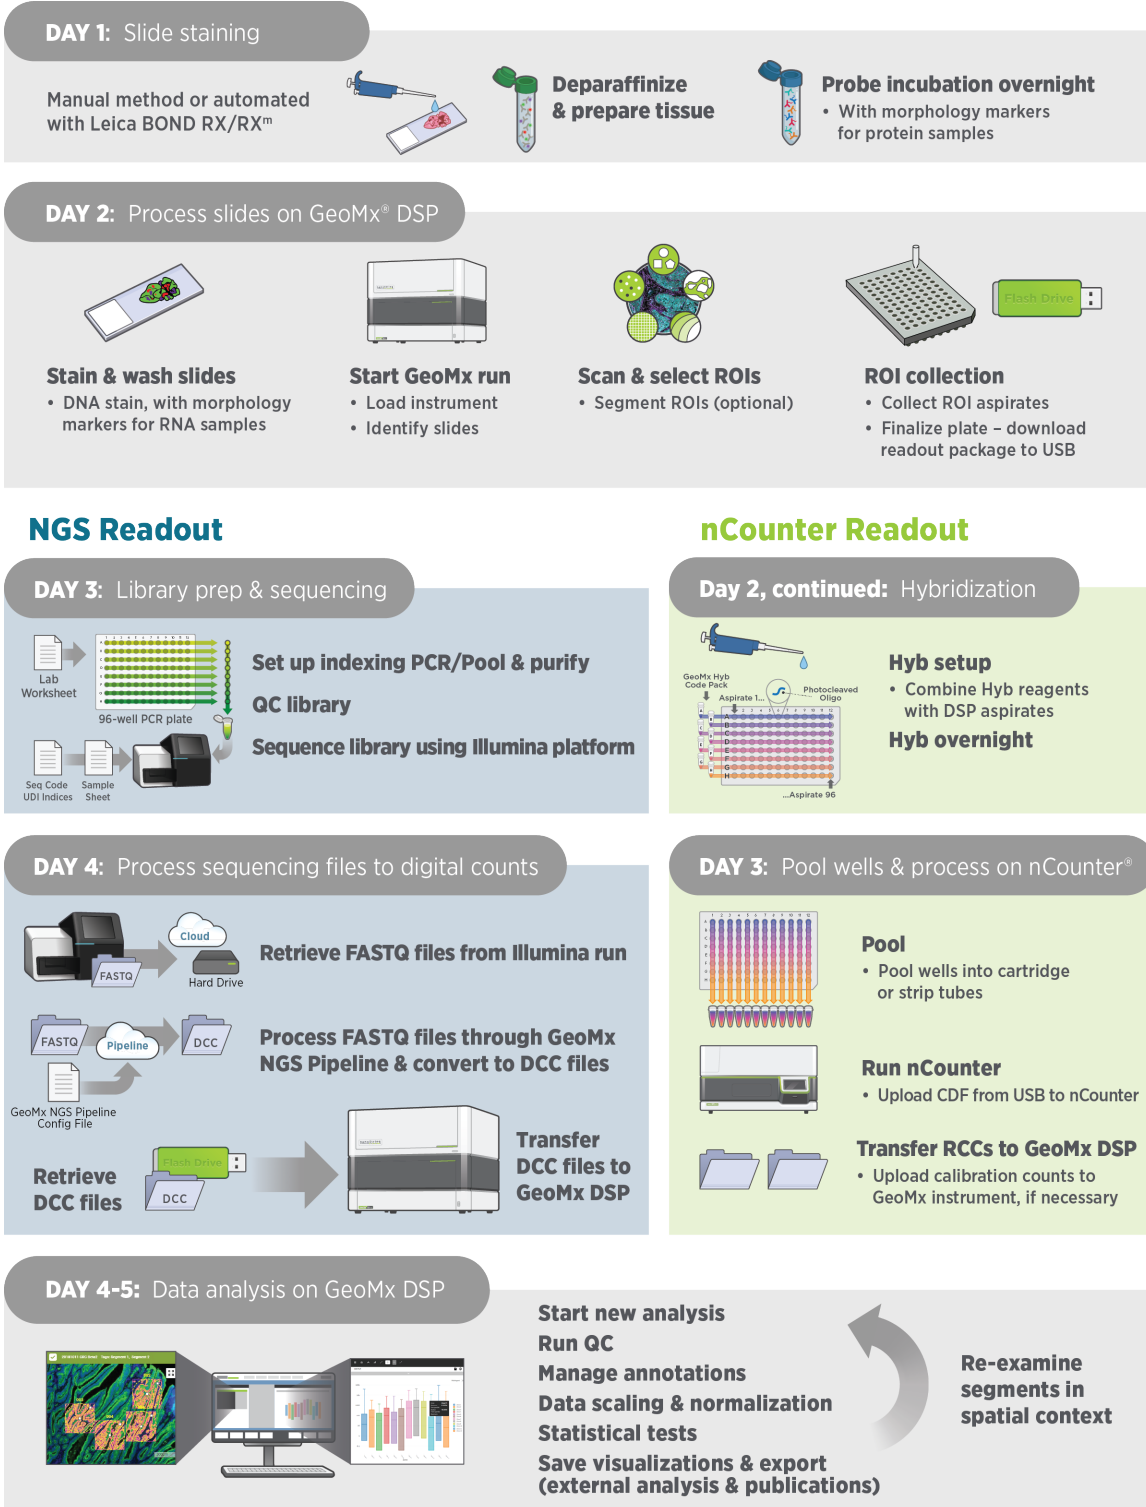 DAY 1: Slide staining
Manual method or automated
with Leica BOND RX/RXᵐ
Deparaffinize
& prepare tissue
Probe incubation overnight
• With morphology markers
for protein samples
DAY 2: Process slides on GeoMx® DSP
Flash Drive
Stain & wash slides
• DNA stain, with morphology
markers for RNA samples
Start GeoMx run
• Load instrument
• Identify slides
Scan & select ROIs
• Segment ROIs (optional)
ROI collection
• Collect ROI aspirates
• Finalize plate – download
readout package to USB
NGS Readout
DAY 3: Library prep & sequencing
Lab
Worksheet
96-well PCR plate
Seq Code
UDI Indices
Sample
Sheet
Set up indexing PCR/Pool & purify
QC library
Sequence library using Illumina platform
DAY 4: Process sequencing files to digital counts
FASTQ
Cloud
Hard Drive
Retrieve FASTQ files from Illumina run
FASTQ
Pipeline
DCC
GeoMx NGS Pipeline
Config File
Process FASTQ files through GeoMx
NGS Pipeline & convert to DCC files
Retrieve
DCC files
Flash Drive
DCC
Transfer
DCC files to
GeoMx DSP
nCounter Readout
Day 2, continued: Hybridization
GeoMx Hyb
Code Pack
Aspirate 1...
Photocleaved
Oligo
1 2 3 4 5 6 7 8 9 10 11 12
A
B
C
D
E
F
G
H
...Aspirate 96
Hyb setup
• Combine Hyb reagents
with DSP aspirates
Hyb overnight
DAY 3: Pool wells & process on nCounter®
Pool
• Pool wells into cartridge
or strip tubes
Run nCounter
• Upload CDF from USB to nCounter
Transfer RCCs to GeoMx DSP
• Upload calibration counts to
GeoMx instrument, if necessary
DAY 4-5: Data analysis on GeoMx DSP
Start new analysis
Run QC
Manage annotations
Data scaling & normalization
Statistical tests
Save visualizations & export
(external analysis & publications)
Re-examine
segments in
spatial context